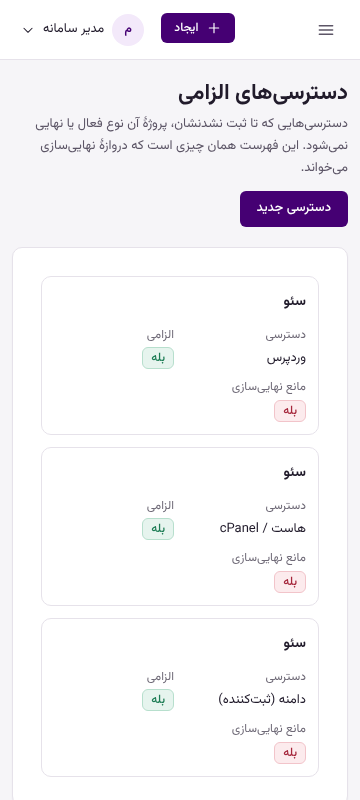 ایجاد
م
مدیر سامانه
دسترسی‌های الزامی
دسترسی‌هایی که تا ثبت نشدنشان، پروژهٔ آن نوع فعال یا نهایی
نمی‌شود. این فهرست همان چیزی است که دروازهٔ نهایی‌سازی
می‌خواند.
دسترسی جدید
سئو
دسترسی
الزامی
وردپرس
بله
مانع نهایی‌سازی
بله
سئو
دسترسی
الزامی
هاست / cPanel
بله
مانع نهایی‌سازی
بله
سئو
دسترسی
الزامی
دامنه (ثبت‌کننده)
بله
مانع نهایی‌سازی
بله